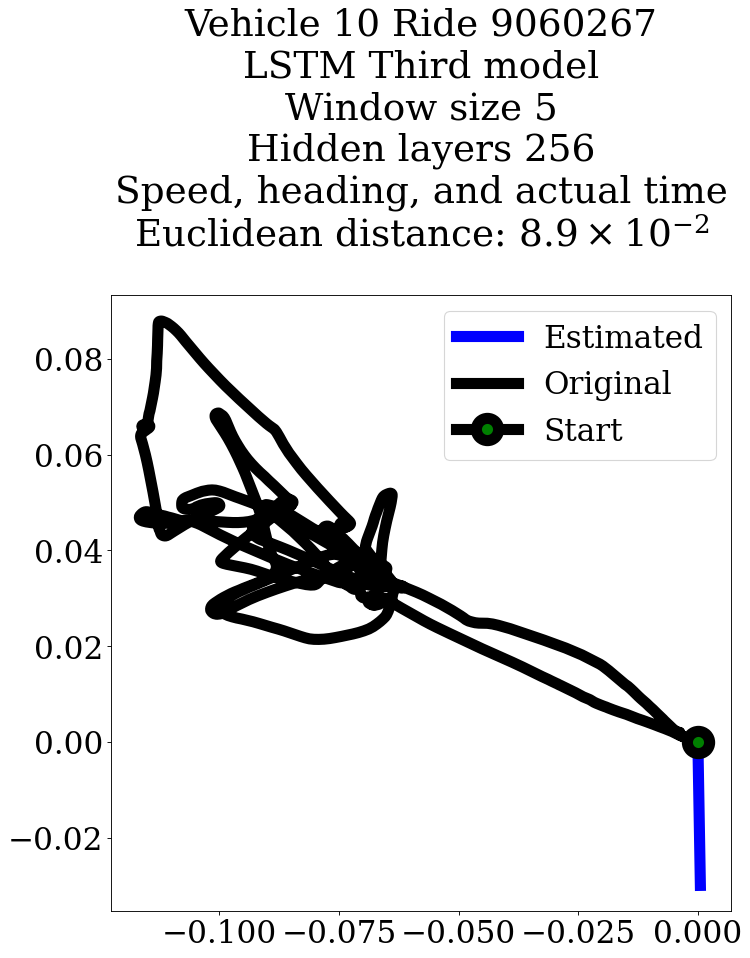 Vehicle 10 Ride 9060267
LSTM Third model
Window size 5
Hidden layers 256
Speed, heading, and actual time
Euclidean distance: 8.9 × 10⁻²
Estimated
Original
Start
0.08
0.06
0.04
0.02
0.00
−0.02
−0.100 −0.075 −0.050 −0.025 0.000